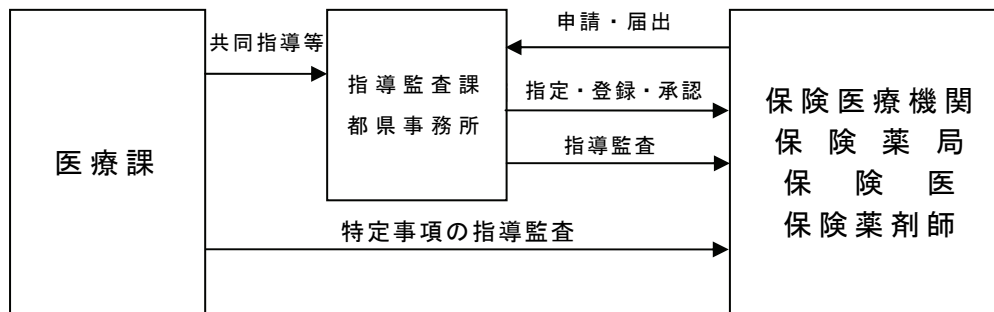 医療課
共同指導等
指導監査課
都県事務所
申請・届出
指定・登録・承認
指導監査
特定事項の指導監査
保険医療機関
保険薬局
保険医
保険薬剤師